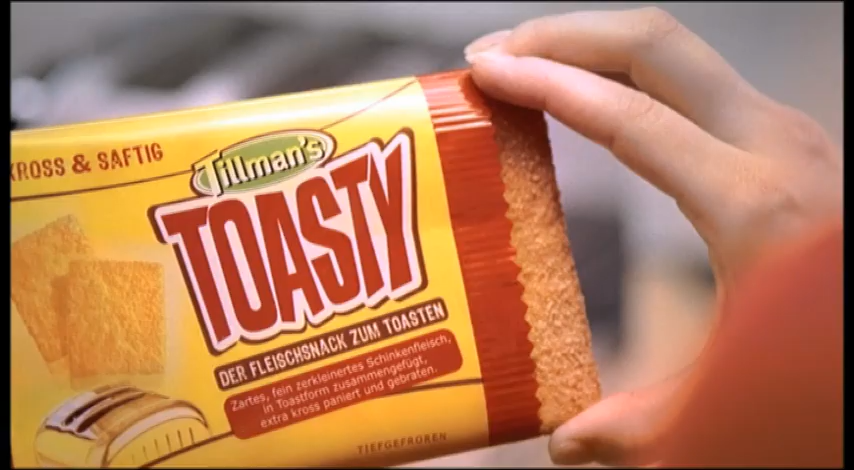 KROSS & SAFTIG
Tillman's
TOASTY
DER FLEISCHSNACK ZUM TOASTEN
Zartes, fein zerkleinertes Schinkenfleisch,
in Toastform zusammengefügt,
extra kross paniert und gebraten.
TIEFGEFROREN